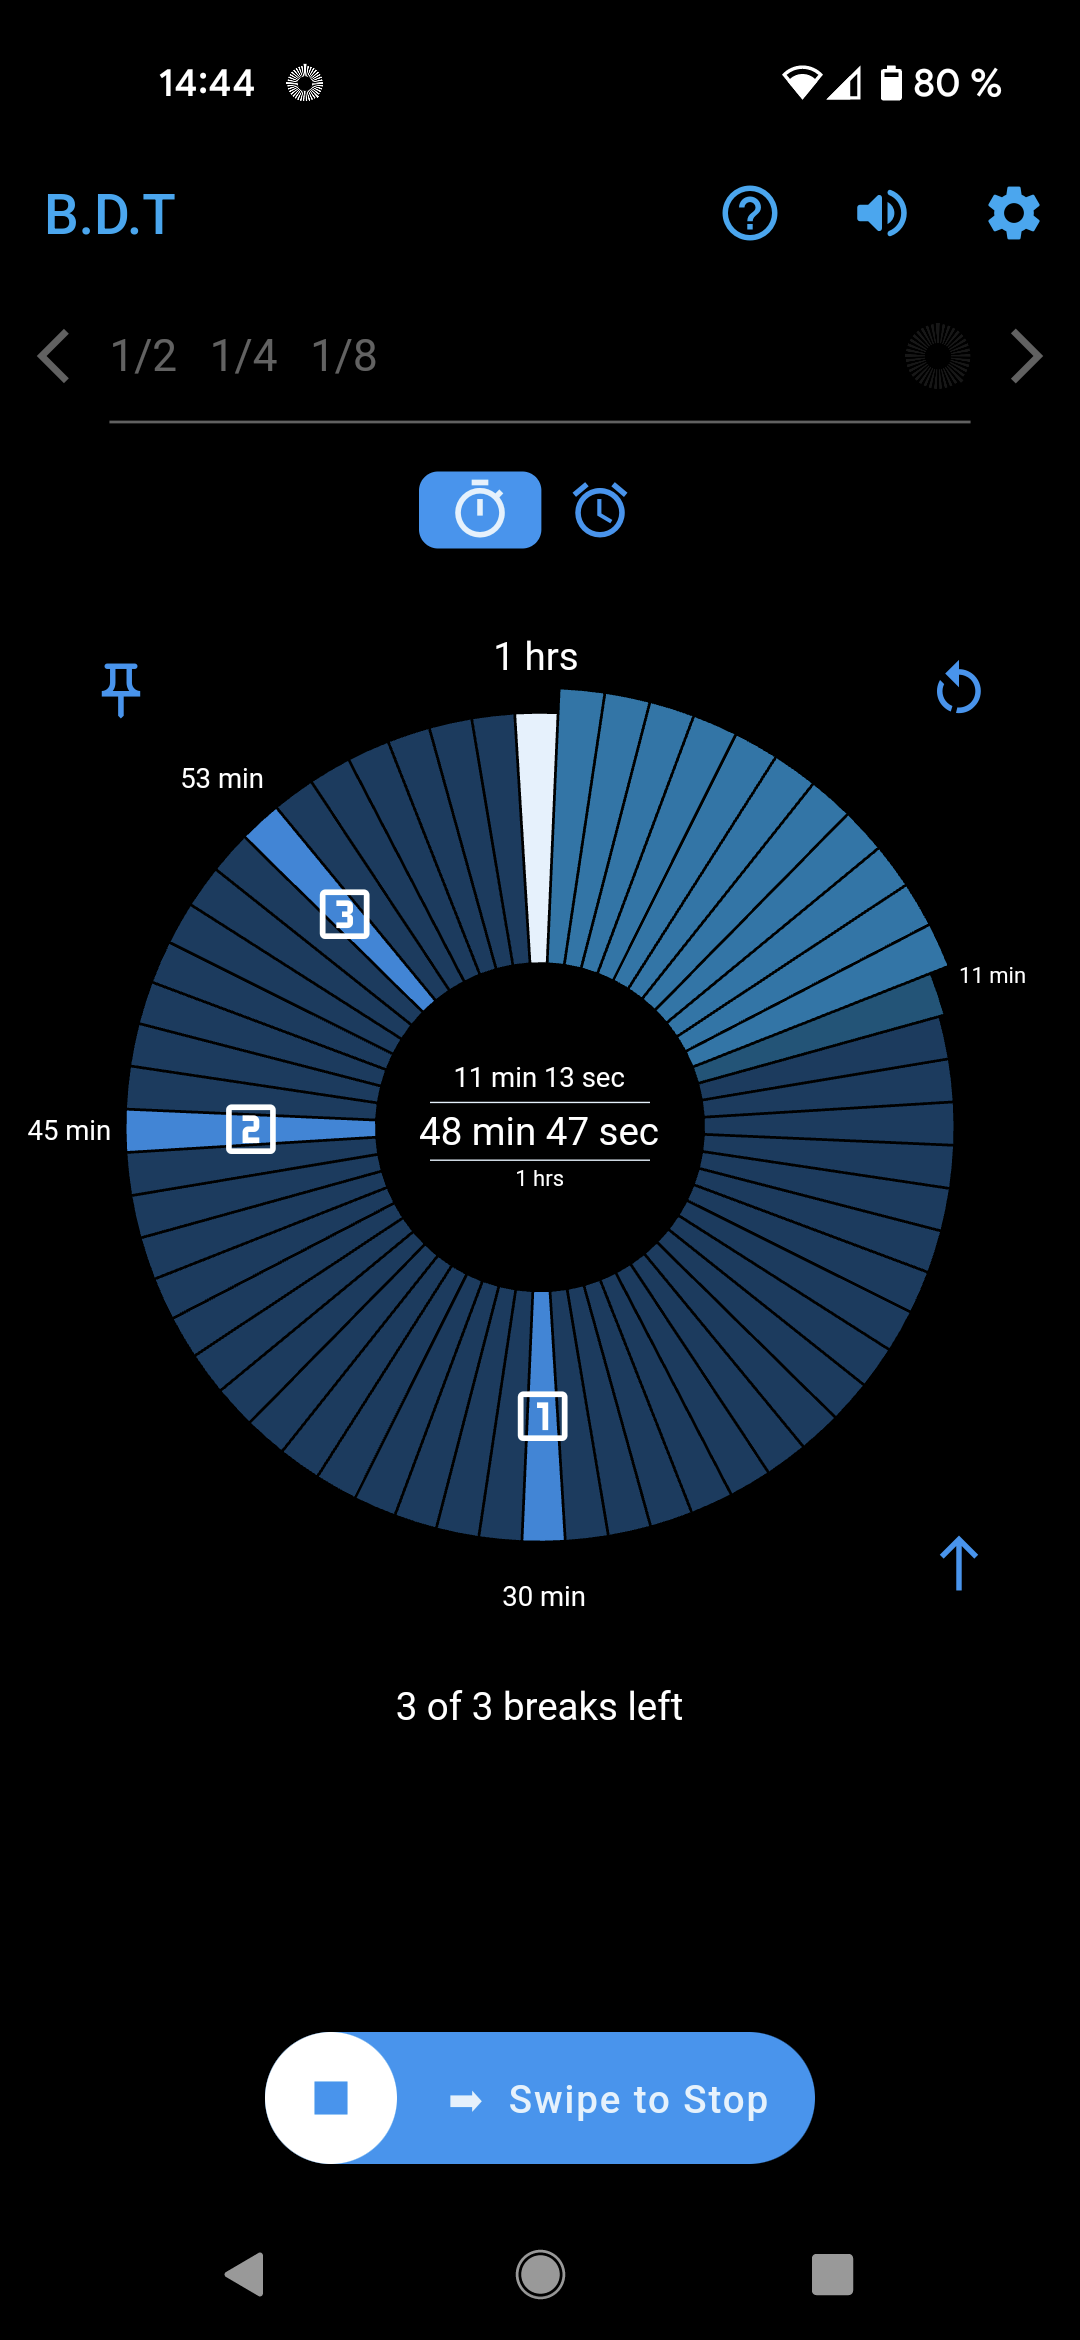 14:44 80 %
B.D.T
1/2 1/4 1/8
1 hrs
53 min
3
11 min
11 min 13 sec
45 min 2 48 min 47 sec
1 hrs
1
30 min
3 of 3 breaks left
Swipe to Stop